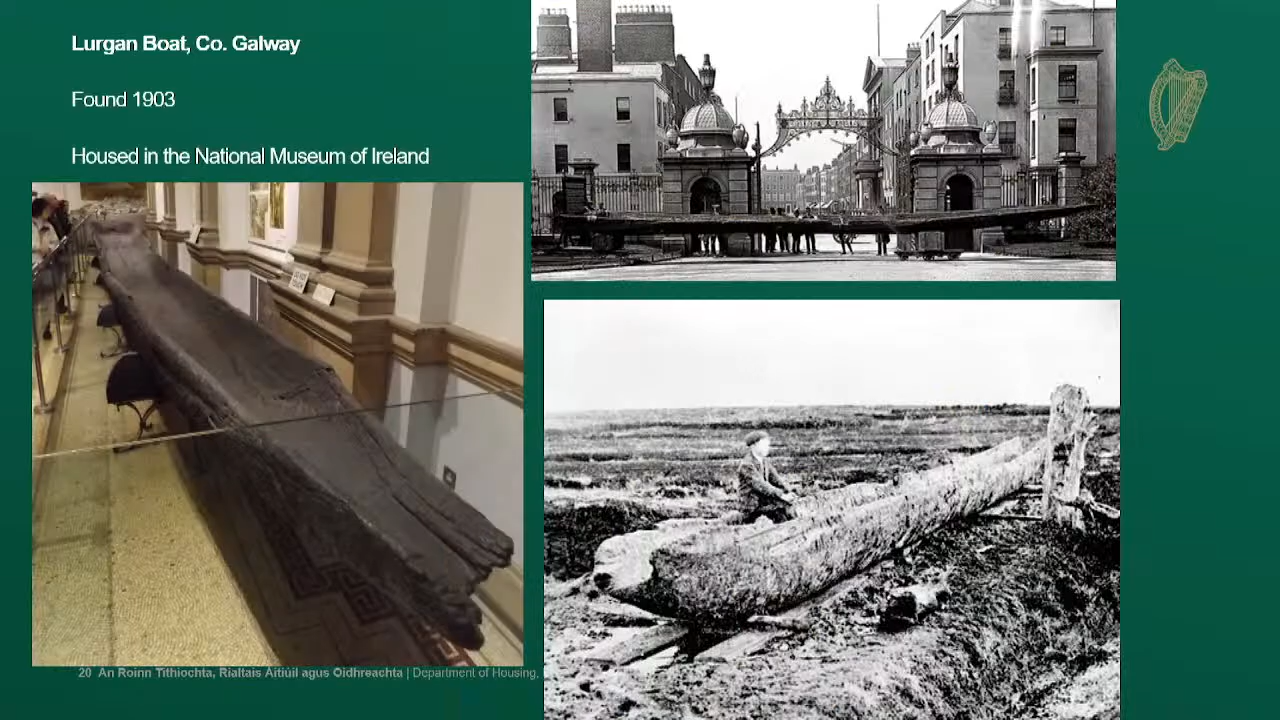 Lurgan Boat, Co. Galway
Found 1903
Housed in the National Museum of Ireland
20 An Roinn Tithíochta, Rialtais Áitiúil agus Oidhreachta | Department of Housing,